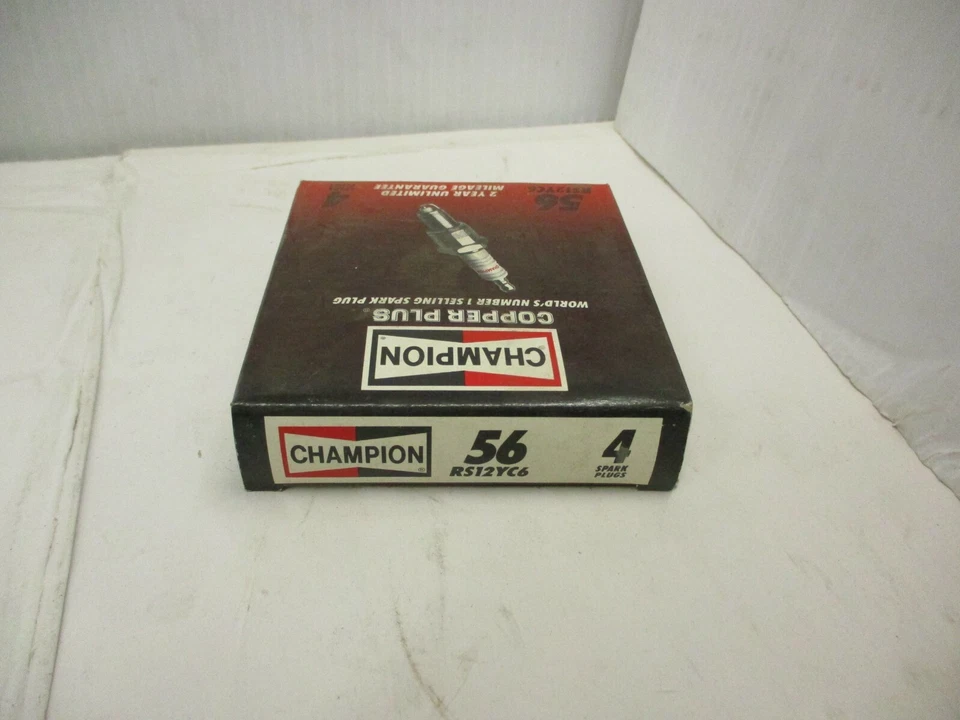 56
RS12YC6
2 YEAR UNLIMITED
MILEAGE GUARANTEE
4
WORLD'S NUMBER 1 SELLING SPARK PLUG
COPPER PLUS®
CHAMPION
CHAMPION®
56
RS12YC6
4
SPARK
PLUGS